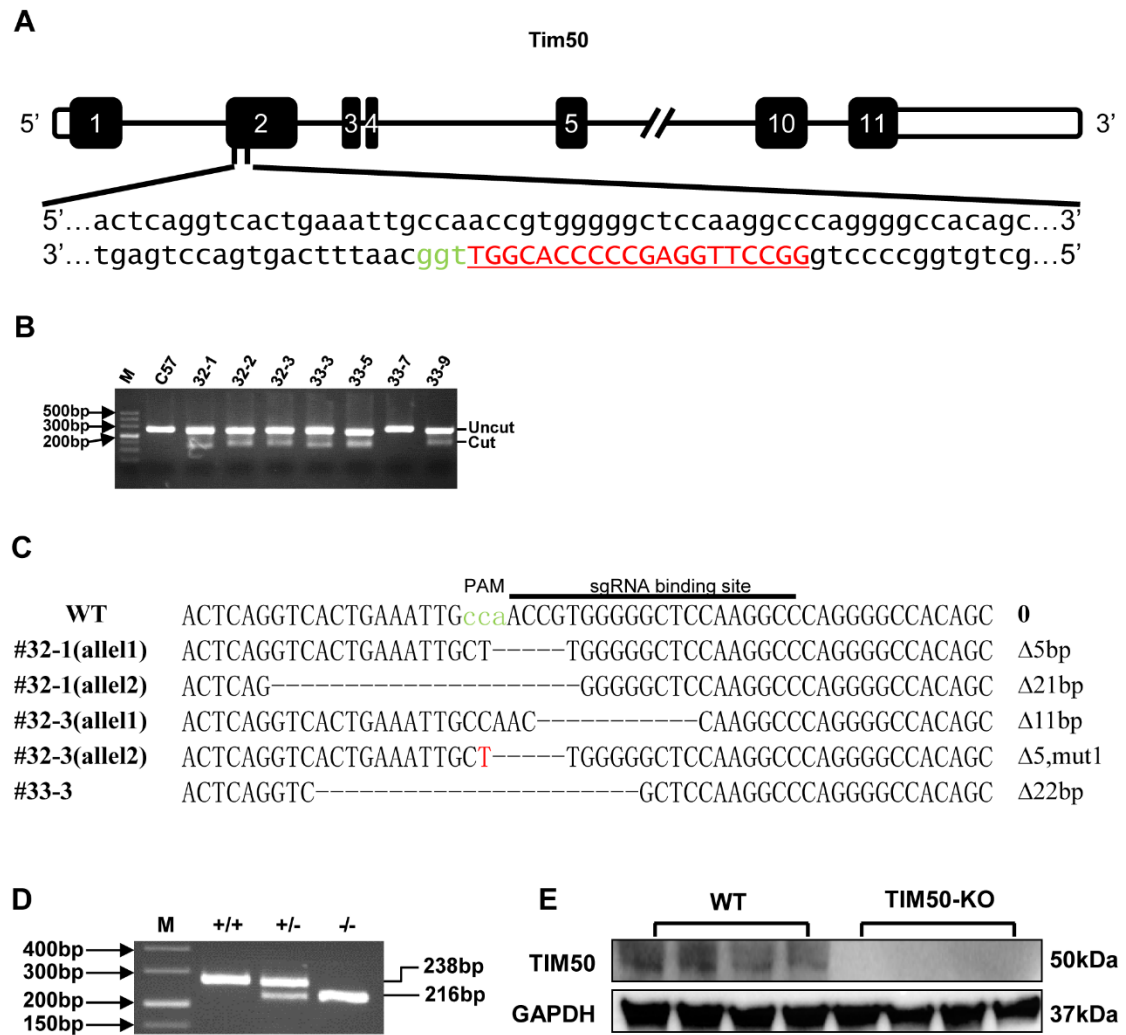 A
Tim50
5’ 1 2 3 4 5 10 11 3’
5’…actcaggtcactgaaattgccaaccgtgggggctccaaggcccaggggccacagc…3’
3’…tgagtccagtgactttaacggtTGGCACCCCCGAGGTTCCGGgtccccggtgtcg…5’
B
M C57 32-1 32-2 32-3 33-3 33-5 33-7 33-9
500bp
300bp
200bp
Uncut
Cut
C
PAM sgRNA binding site
WT ACTCAGGTCACTGAAATTGccaACCGTGGGGGCTCCAAGGCCCAGGGGCCACAGC 0
#32-1(allel1) ACTCAGGTCACTGAAATTGCT-----TGGGGGCTCCAAGGCCCAGGGGCCACAGC Δ5bp
#32-1(allel2) ACTCAG---------------------GGGGGCTCCAAGGCCCAGGGGCCACAGC Δ21bp
#32-3(allel1) ACTCAGGTCACTGAAATTGCCAAC-----------CAAGGCCCAGGGGCCACAGC Δ11bp
#32-3(allel2) ACTCAGGTCACTGAAATTGCT-----TGGGGGCTCCAAGGCCCAGGGGCCACAGC Δ5,mut1
#33-3 ACTCAGGTC----------------------GCTCCAAGGCCCAGGGGCCACAGC Δ22bp
D
M +/+ +/- -/-
400bp
300bp
200bp
150bp
238bp
216bp
E
WT TIM50-KO
TIM50 50kDa
GAPDH 37kDa